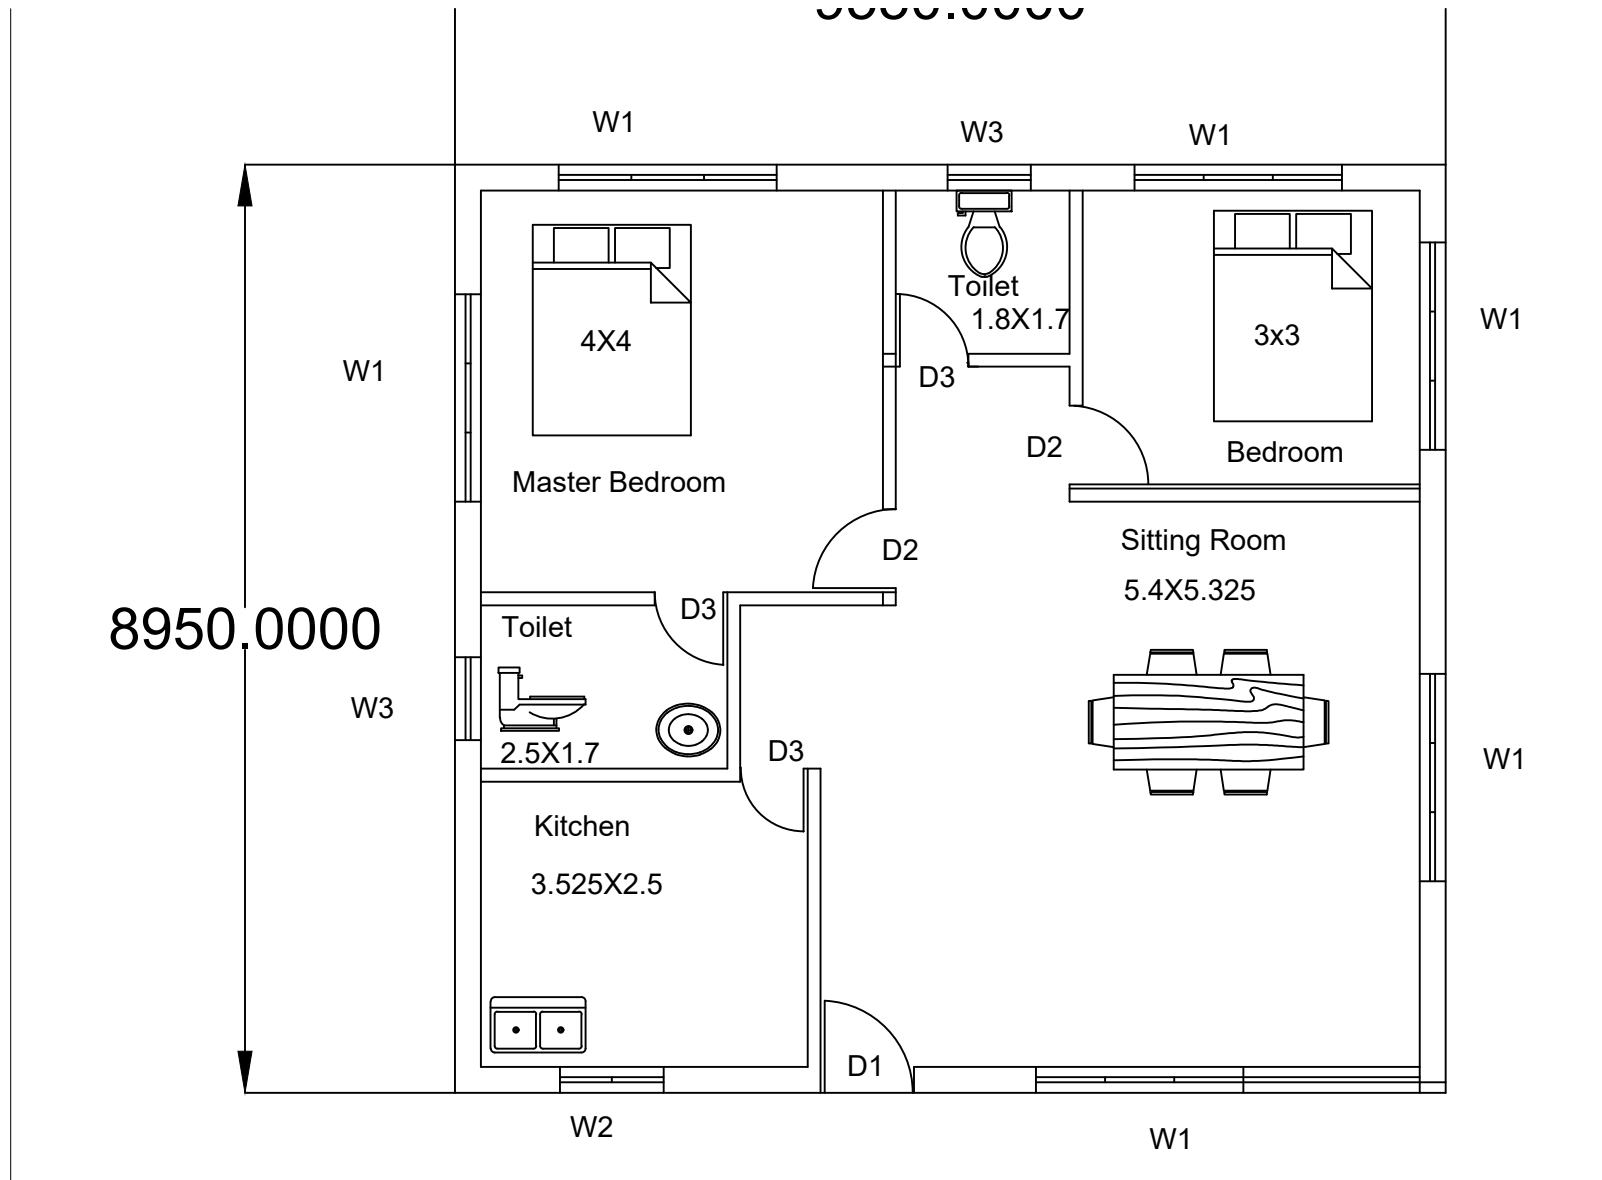 W1
W3
W1
Toilet
1.8X1.7
W1
4X4
3x3
W1
D3
D2
Bedroom
Master Bedroom
Sitting Room
D2
5.4X5.325
D3
Toilet
8950.0000
W3
2.5X1.7
D3
W1
Kitchen
3.525X2.5
D1
W2
W1